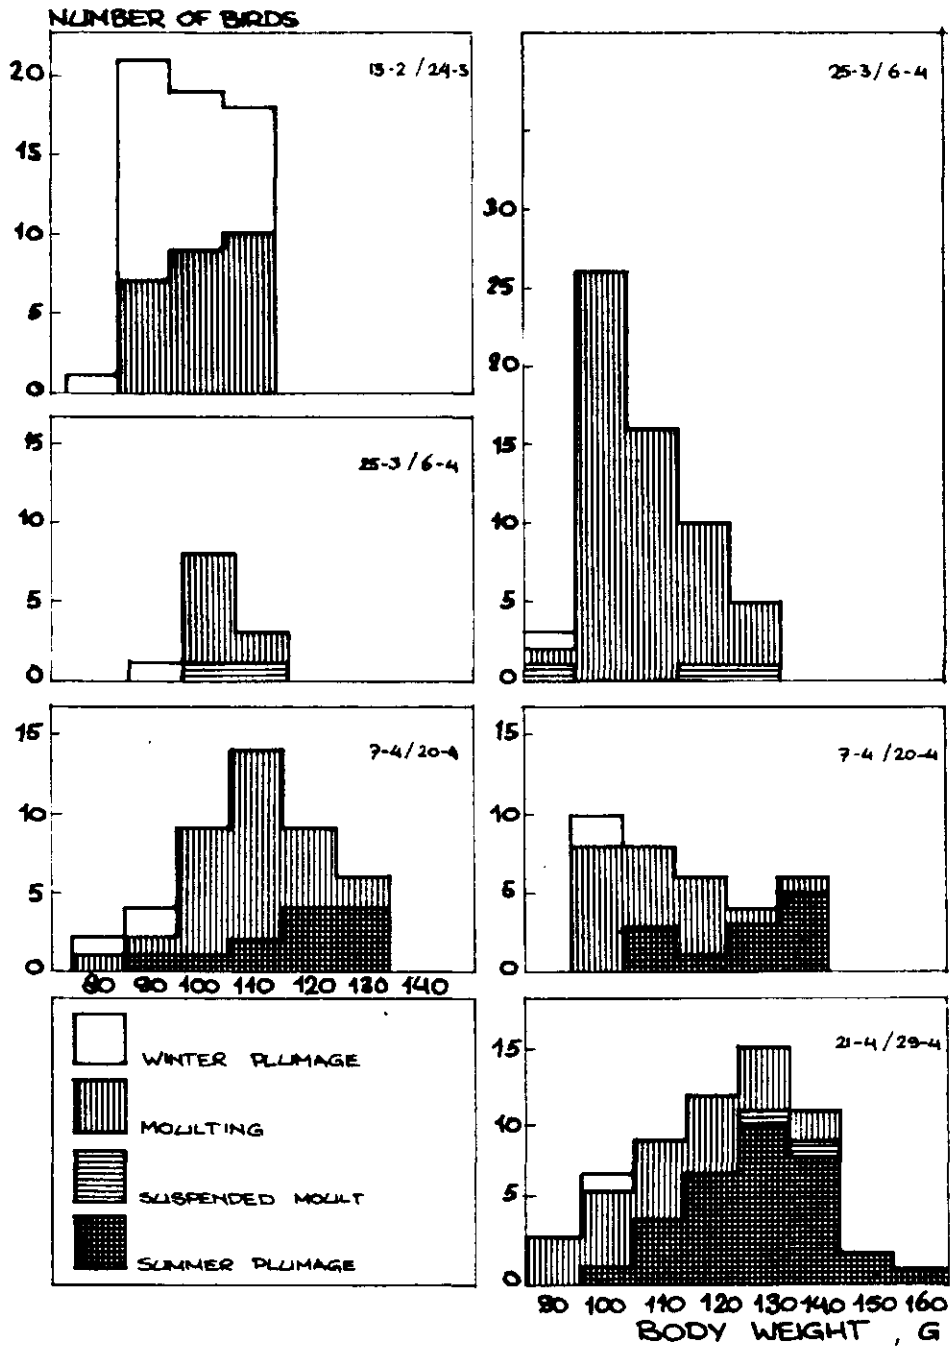 NUMBER OF BIRDS
13-2 / 24-3
20
15
10
5
0
25-3 / 6-4
30
25
20
15
10
5
0
25-3 / 6-4
15
10
5
0
7-4 / 20-4
15
10
5
0
80 90 100 110 120 130 140
7-4 / 20-4
15
10
5
0
WINTER PLUMAGE
MOULTING
SUSPENDED MOULT
SUMMER PLUMAGE
21-4 / 29-4
15
10
5
0
90 100 110 120 130 140 150 160
BODY WEIGHT, G